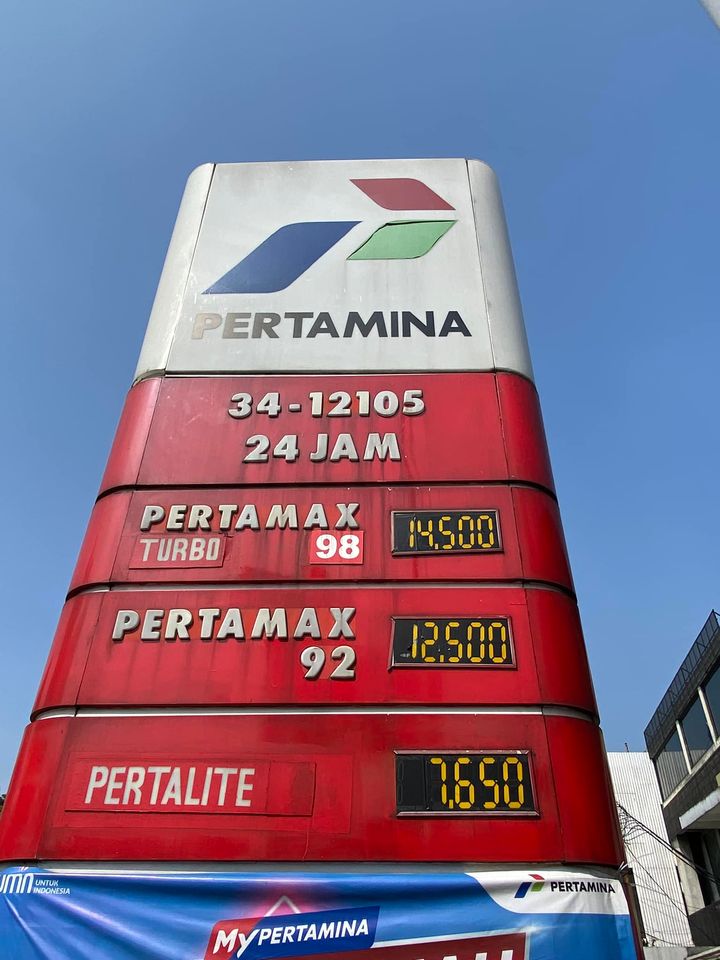 PERTAMINA
34-12105
24 JAM
PERTAMAX
TURBO 98 14,500
PERTAMAX
92 12,500
PERTALITE 7,650
UNTUK
INDONESIA
PERTAMINA
MyPERTAMINA